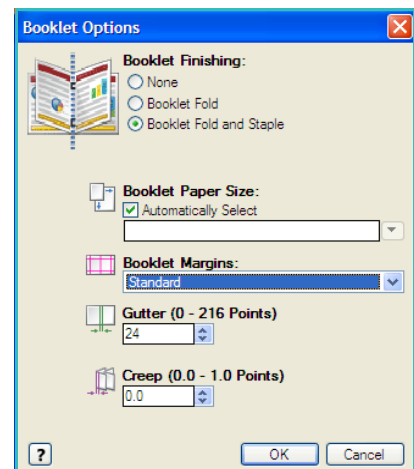 Booklet Options
Booklet Finishing:
None
Booklet Fold
Booklet Fold and Staple
Booklet Paper Size:
Automatically Select
Booklet Margins:
Standard
Gutter (0 - 216 Points)
24
Creep (0.0 - 1.0 Points)
0.0
?
OK Cancel